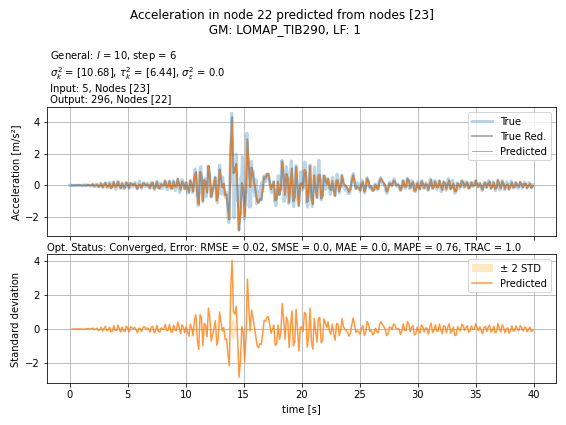 Acceleration in node 22 predicted from nodes [23]
GM: LOMAP_TIB290, LF: 1
General: l = 10, step = 6
σ²ₖ = [10.68], τ²ₖ = [6.44], σ²ε = 0.0
Input: 5, Nodes [23]
Output: 296, Nodes [22]
Acceleration [m/s²]
4
2
0
−2
True
True Red.
Predicted
Opt. Status: Converged, Error: RMSE = 0.02, SMSE = 0.0, MAE = 0.0, MAPE = 0.76, TRAC = 1.0
Standard deviation
4
2
0
−2
± 2 STD
Predicted
0 5 10 15 20 25 30 35 40
time [s]